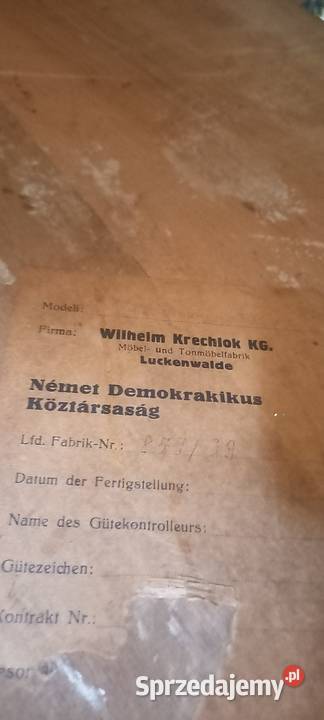 Modell:
Firma: Wilhelm Krechlok KG.
Möbel- und Tonmöbelfabrik
Luckenwalde
Német Demokrakikus
Köztársaság
Lfd. Fabrik-Nr.:
Datum der Fertigstellung:
Name des Gütekontrolleurs:
Gütezeichen:
Kontrakt Nr.:
Sprzedajemy.pl